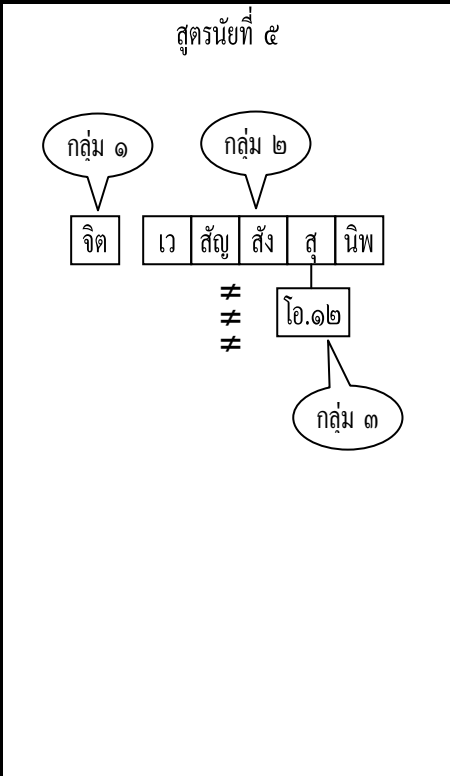 สูตรนัยที่ ๕
กลุ่ม ๑ กลุ่ม ๒
จิต เว สัญ สัง สุ นิพ
≠ โอ.๑๒
≠
≠
กลุ่ม ๓